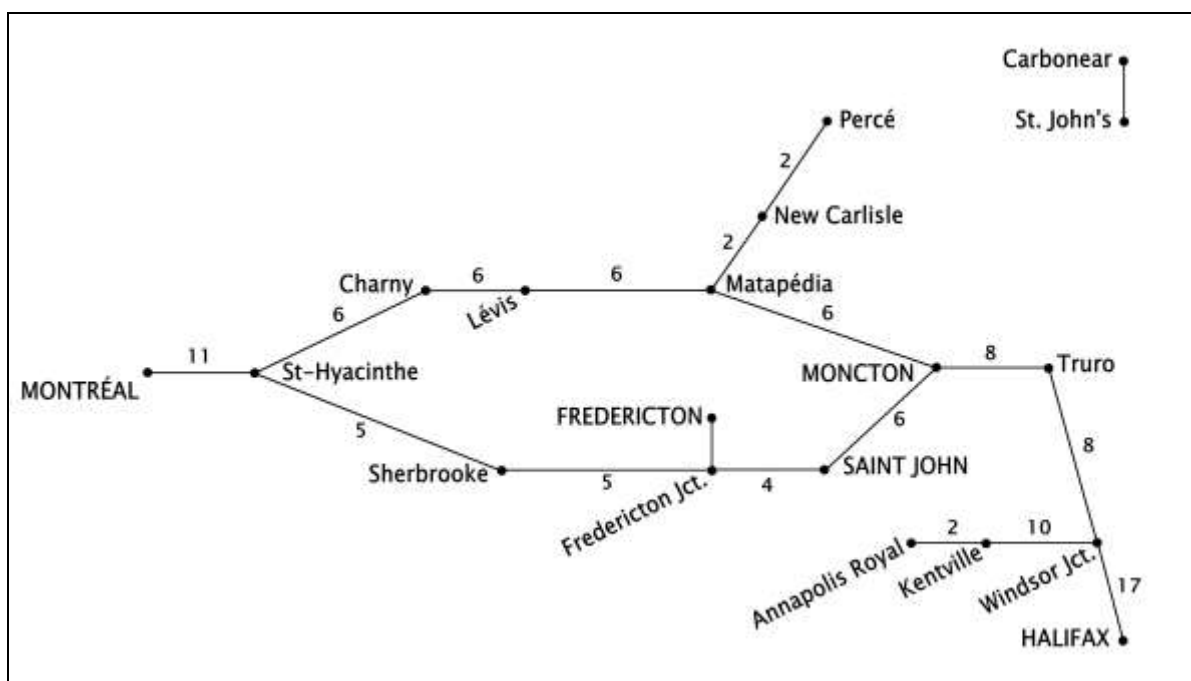 Carbonear
St. John's
Percé
2
New Carlisle
2
Charny
6
6
Matapédia
Lévis
6
6
11
St-Hyacinthe
MONTRÉAL
MONCTON
8
Truro
5
FREDERICTON
6
8
Sherbrooke
5
Fredericton Jct.
4
SAINT JOHN
Annapolis Royal
2
Kentville
10
Windsor Jct.
17
HALIFAX